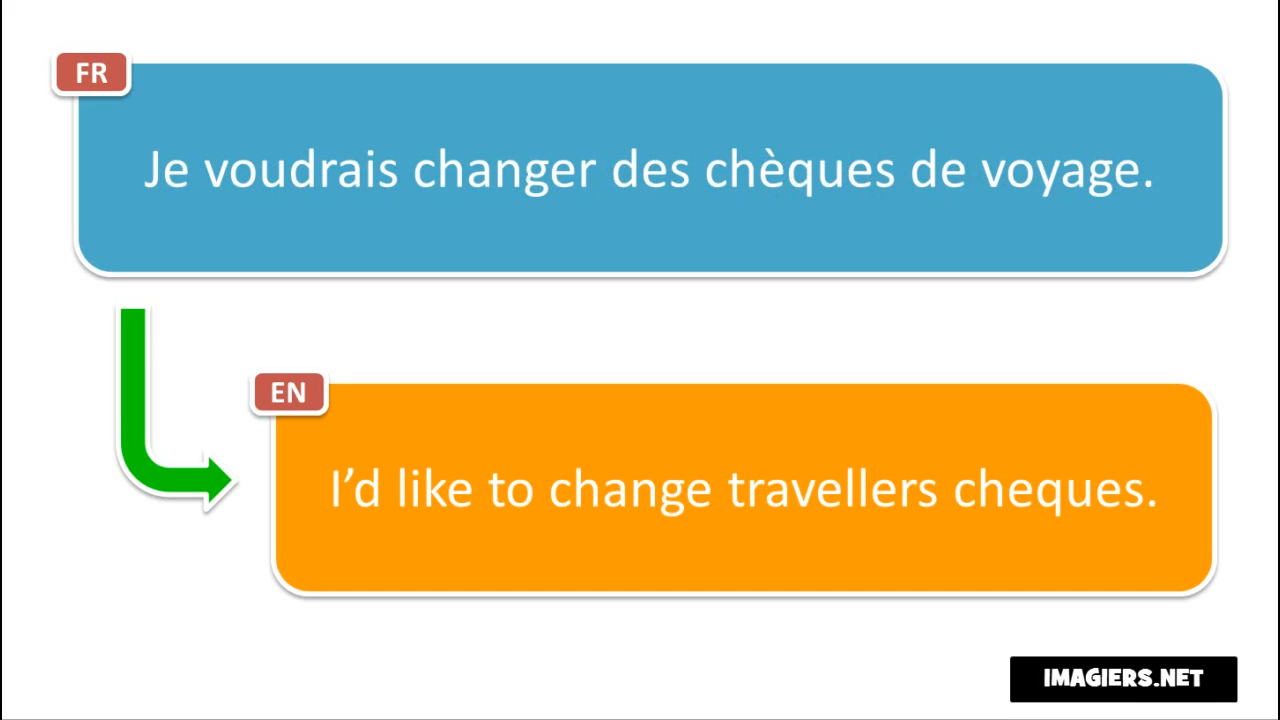 FR
Je voudrais changer des chèques de voyage.
EN
I’d like to change travellers cheques.
IMAGIERS.NET